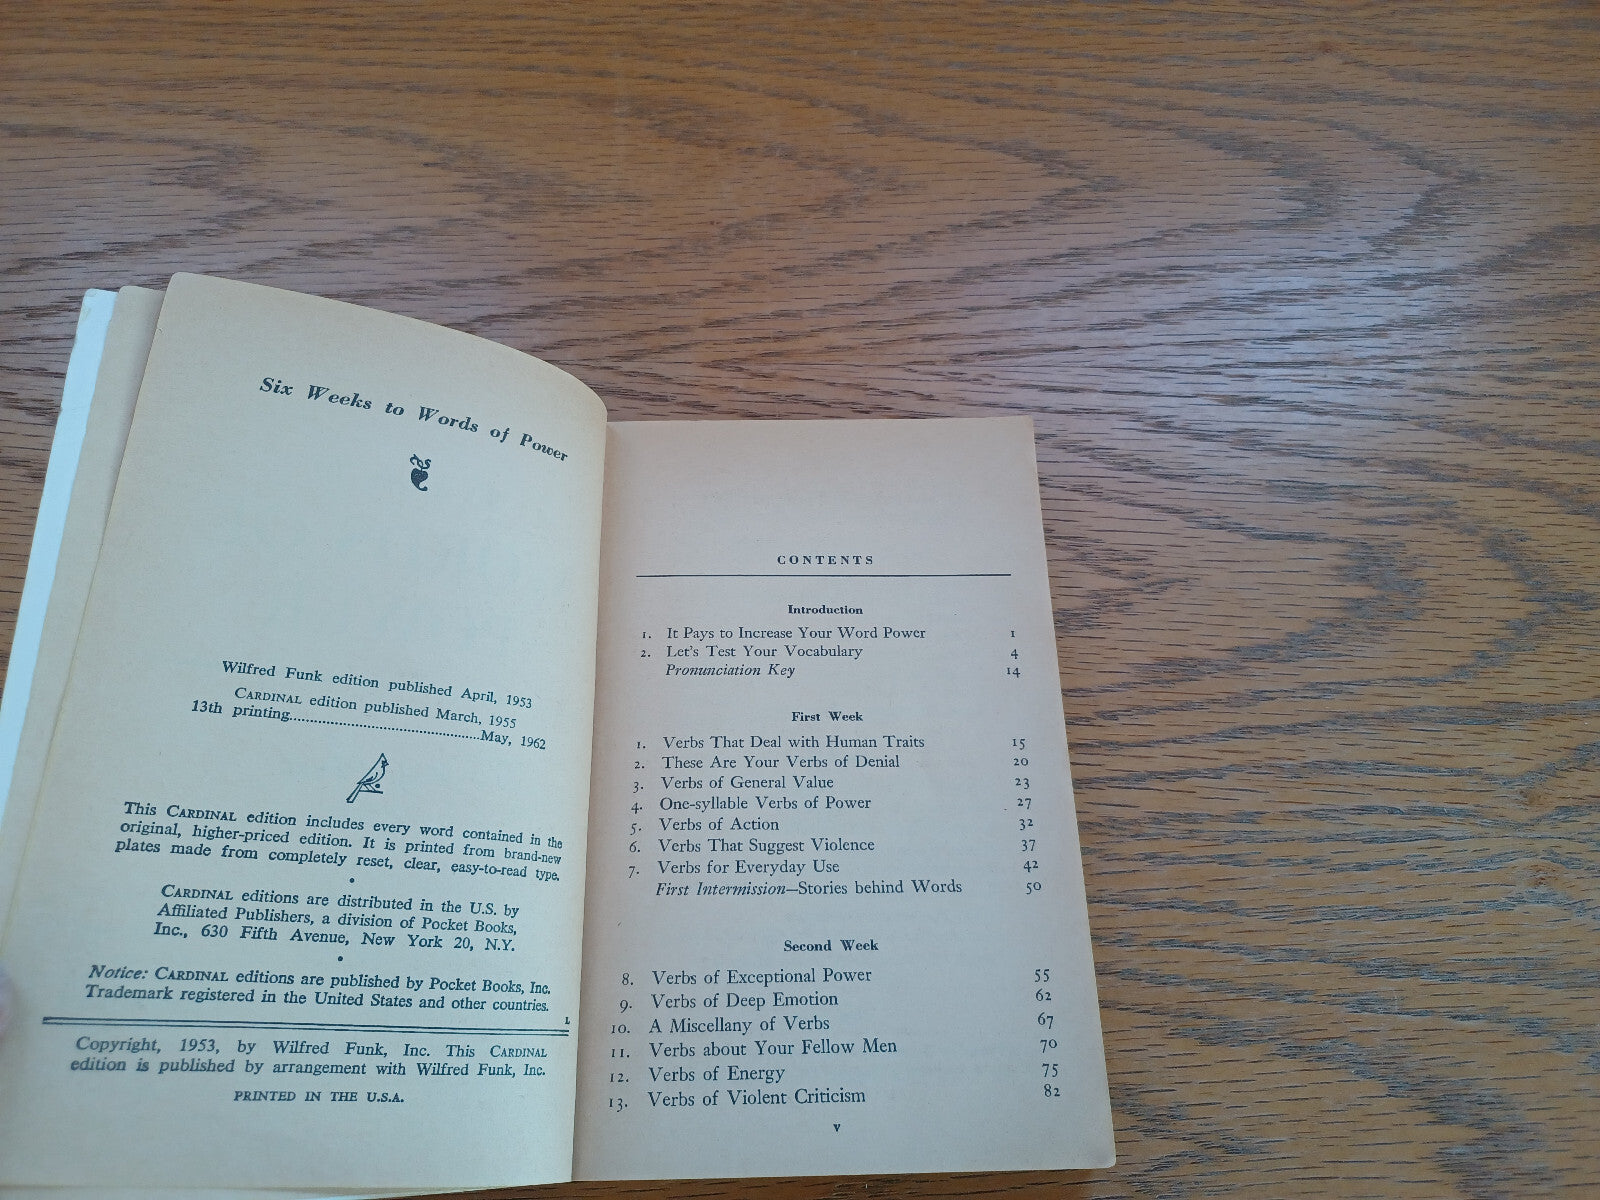 Six Weeks to Words of Power
Wilfred Funk edition published April, 1953
CARDINAL edition published March, 1955
13th printing................................................May, 1962
This CARDINAL edition includes every word contained in the
original, higher-priced edition. It is printed from brand-new
plates made from completely reset, clear, easy-to-read type.
•
CARDINAL editions are distributed in the U.S. by
Affiliated Publishers, a division of Pocket Books,
Inc., 630 Fifth Avenue, New York 20, N.Y.
•
Notice: CARDINAL editions are published by Pocket Books, Inc.
Trademark registered in the United States and other countries.
L
Copyright, 1953, by Wilfred Funk, Inc. This CARDINAL
edition is published by arrangement with Wilfred Funk, Inc.
PRINTED IN THE U.S.A.
CONTENTS
Introduction
1. It Pays to Increase Your Word Power 1
2. Let's Test Your Vocabulary 4
Pronunciation Key 14
First Week
1. Verbs That Deal with Human Traits 15
2. These Are Your Verbs of Denial 20
3. Verbs of General Value 23
4. One-syllable Verbs of Power 27
5. Verbs of Action 32
6. Verbs That Suggest Violence 37
7. Verbs for Everyday Use 42
First Intermission—Stories behind Words 50
Second Week
8. Verbs of Exceptional Power 55
9. Verbs of Deep Emotion 62
10. A Miscellany of Verbs 67
11. Verbs about Your Fellow Men 70
12. Verbs of Energy 75
13. Verbs of Violent Criticism 82
v